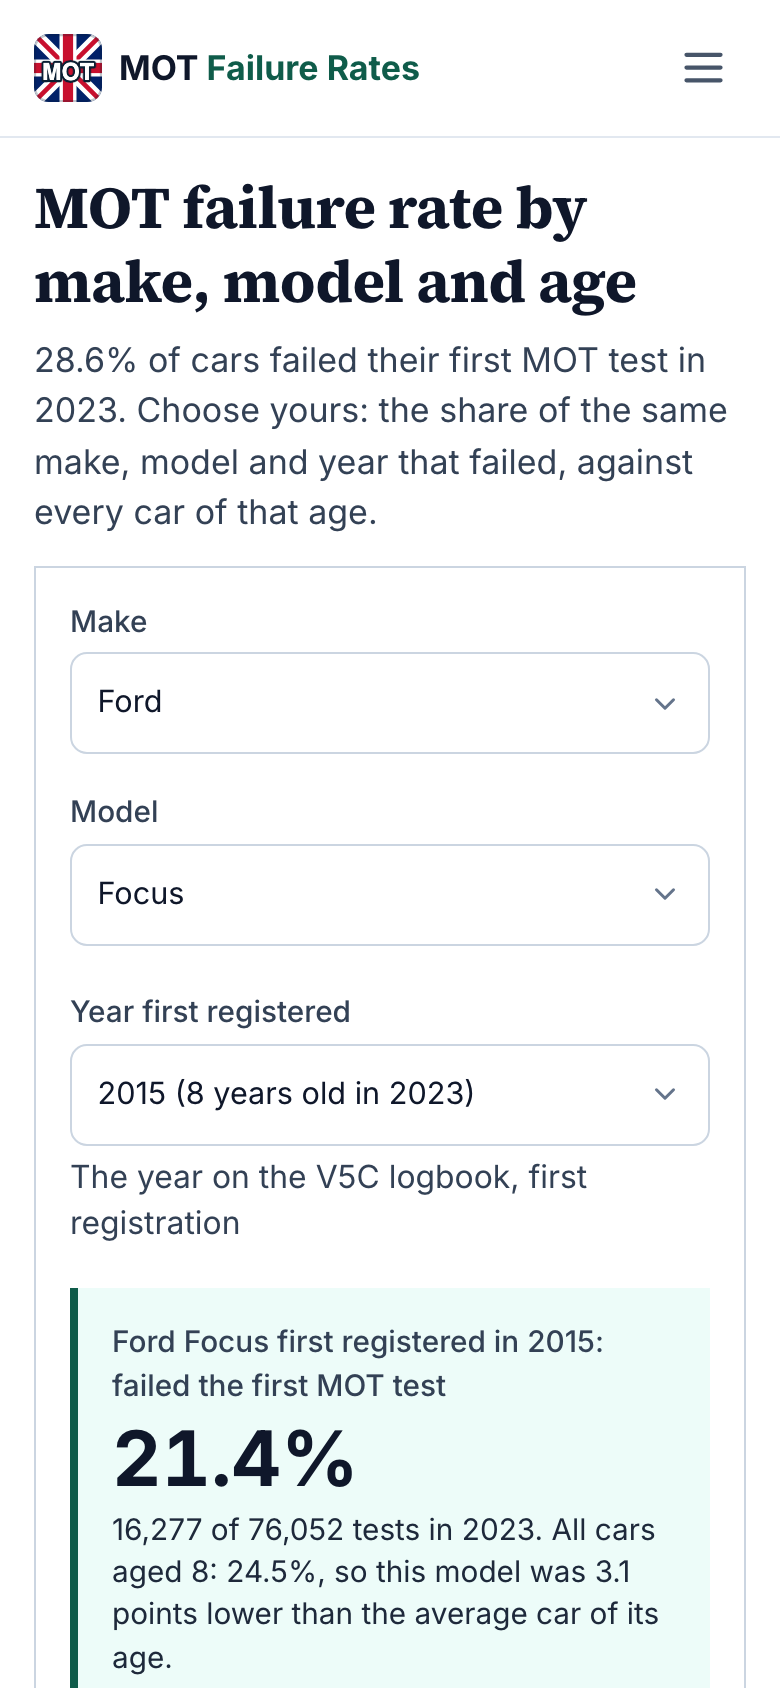 MOT
MOT Failure Rates
MOT failure rate by
make, model and age
28.6% of cars failed their first MOT test in
2023. Choose yours: the share of the same
make, model and year that failed, against
every car of that age.
Make
Ford
Model
Focus
Year first registered
2015 (8 years old in 2023)
The year on the V5C logbook, first
registration
Ford Focus first registered in 2015:
failed the first MOT test
21.4%
16,277 of 76,052 tests in 2023. All cars
aged 8: 24.5%, so this model was 3.1
points lower than the average car of its
age.